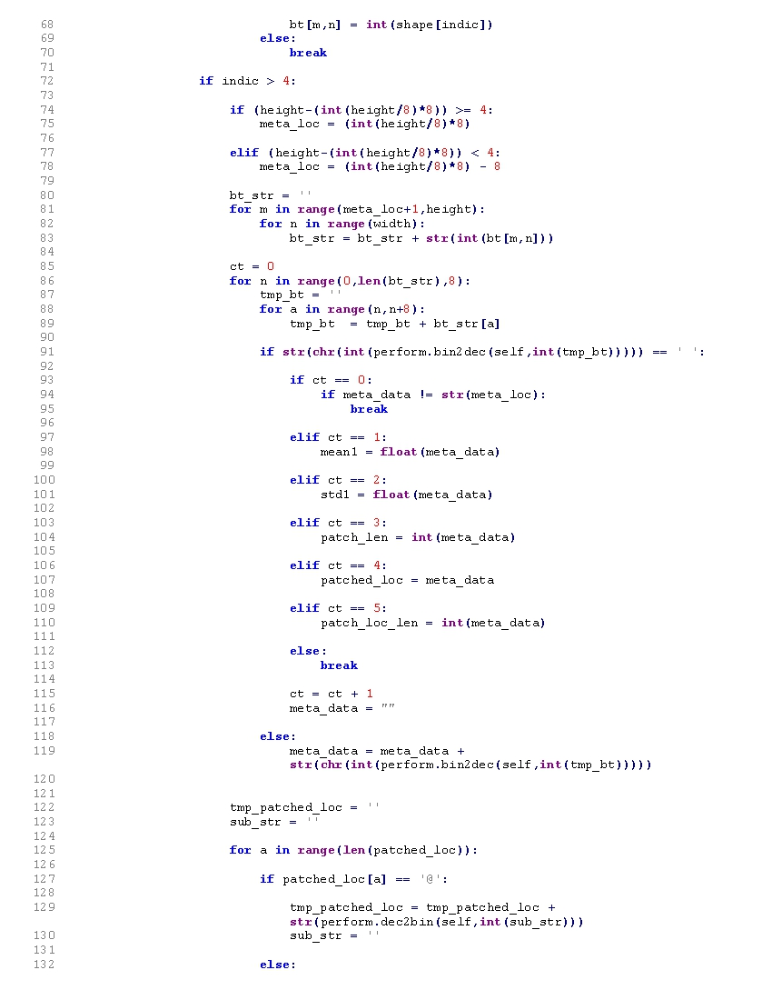 68 bt[m,n] = int(shape[indic])
69 else:
70 break
71
72 if indic > 4:
73
74 if (height-(int(height/8)*8)) >= 4:
75 meta_loc = (int(height/8)*8)
76
77 elif (height-(int(height/8)*8)) < 4:
78 meta_loc = (int(height/8)*8) - 8
79
80 bt_str = ''
81 for m in range(meta_loc+1,height):
82 for n in range(width):
83 bt_str = bt_str + str(int(bt[m,n]))
84
85 ct = 0
86 for n in range(0,len(bt_str),8):
87 tmp_bt = ''
88 for a in range(n,n+8):
89 tmp_bt  = tmp_bt + bt_str[a]
90
91 if str(chr(int(perform.bin2dec(self,int(tmp_bt))))) == ' ':
92
93 if ct == 0:
94 if meta_data != str(meta_loc):
95 break
96
97 elif ct == 1:
98 mean1 = float(meta_data)
99
100 elif ct == 2:
101 std1 = float(meta_data)
102
103 elif ct == 3:
104 patch_len = int(meta_data)
105
106 elif ct == 4:
107 patched_loc = meta_data
108
109 elif ct == 5:
110 patch_loc_len = int(meta_data)
111
112 else:
113 break
114
115 ct = ct + 1
116 meta_data = ""
117
118 else:
119 meta_data = meta_data +
str(chr(int(perform.bin2dec(self,int(tmp_bt)))))
120
121
122 tmp_patched_loc = ''
123 sub_str = ''
124
125 for a in range(len(patched_loc)):
126
127 if patched_loc[a] == '@':
128
129 tmp_patched_loc = tmp_patched_loc +
str(perform.dec2bin(self,int(sub_str)))
130 sub_str = ''
131
132 else: